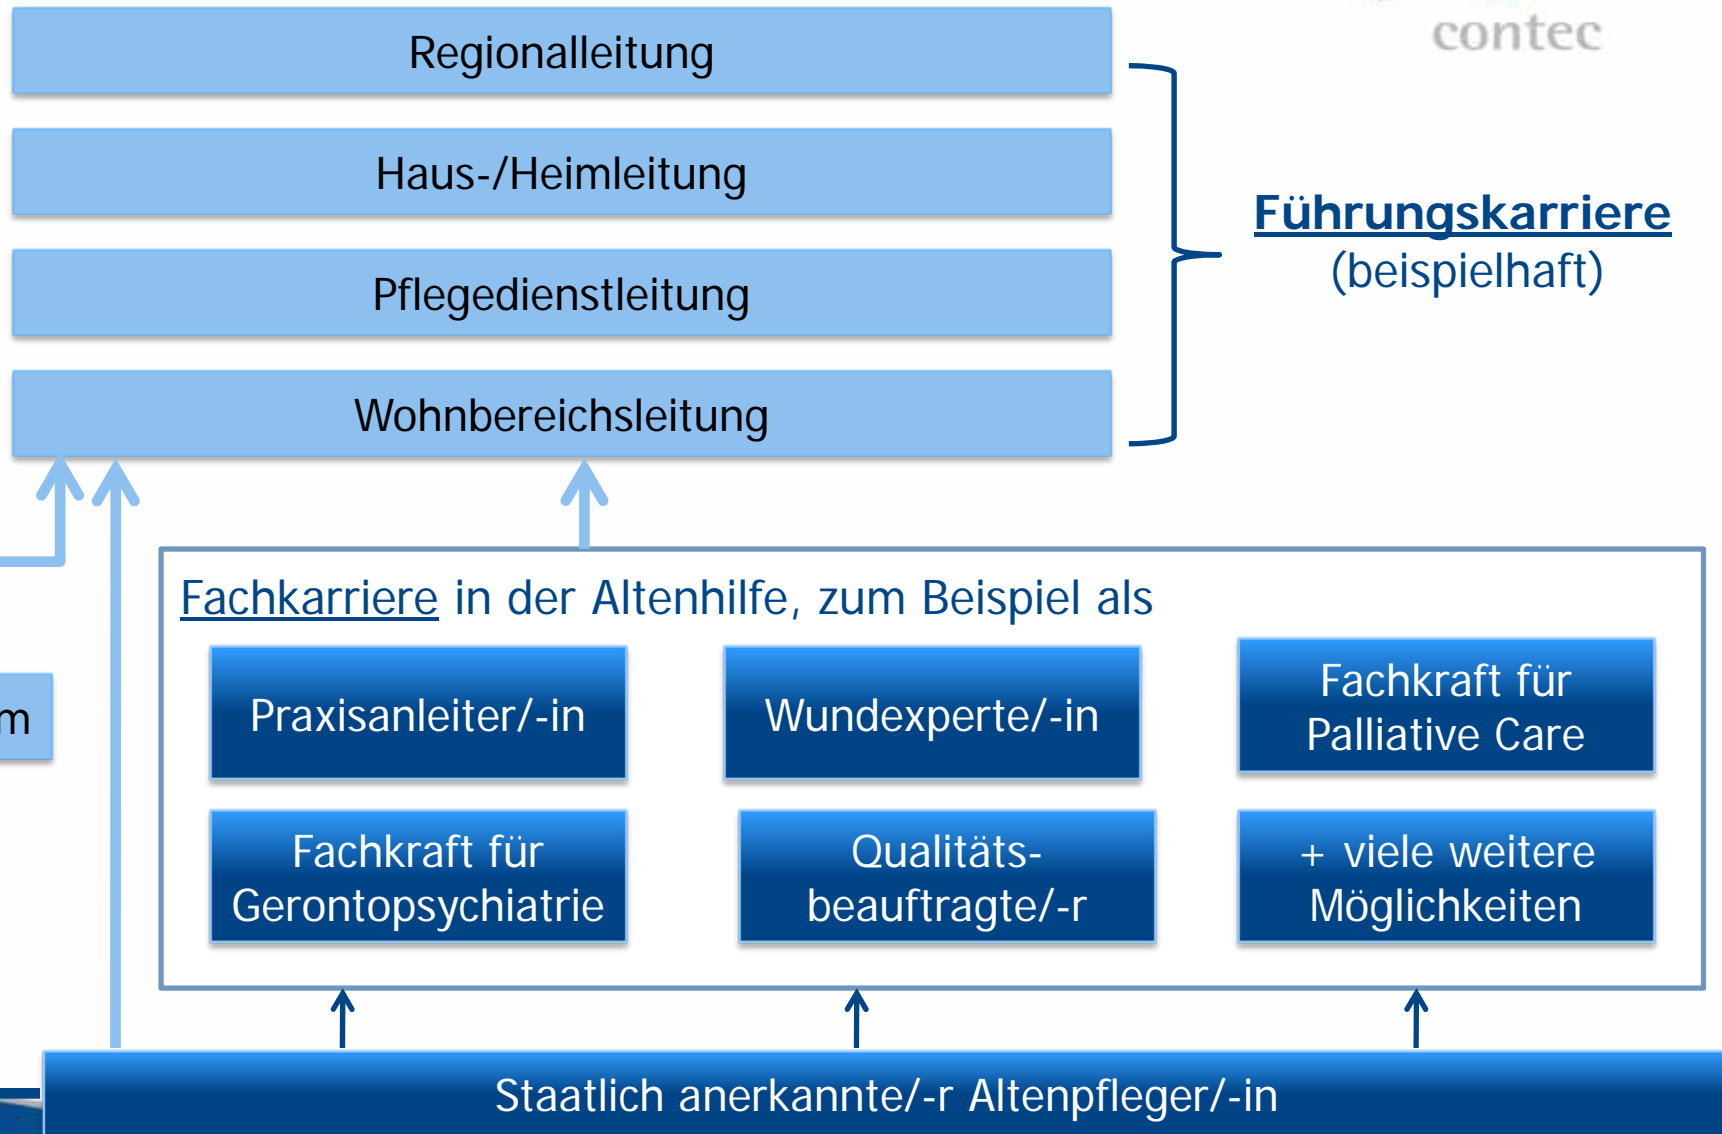 contec
Regionalleitung
Haus-/Heimleitung
Pflegedienstleitung
Wohnbereichsleitung
Führungskarriere
(beispielhaft)
Fachkarriere in der Altenhilfe, zum Beispiel als
Praxisanleiter/-in
Wundexperte/-in
Fachkraft für
Palliative Care
m
Fachkraft für
Gerontopsychiatrie
Qualitäts-
beauftragte/-r
+ viele weitere
Möglichkeiten
Staatlich anerkannte/-r Altenpfleger/-in